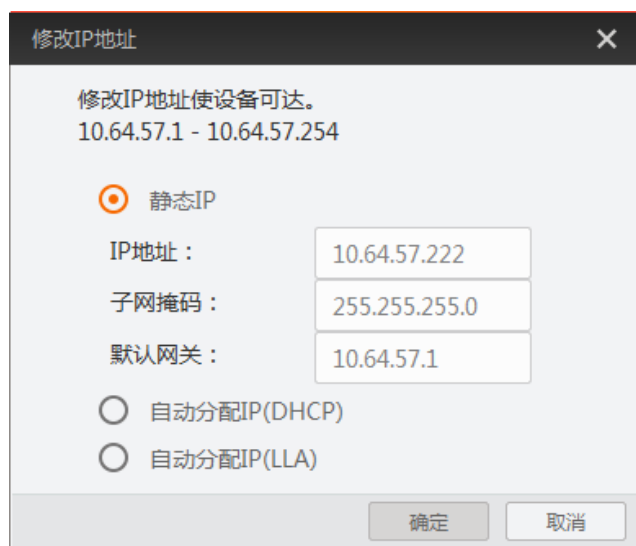 修改IP地址
修改IP地址使设备可达。
10.64.57.1 - 10.64.57.254
静态IP
IP地址： 10.64.57.222
子网掩码： 255.255.255.0
默认网关： 10.64.57.1
自动分配IP(DHCP)
自动分配IP(LLA)
确定 取消